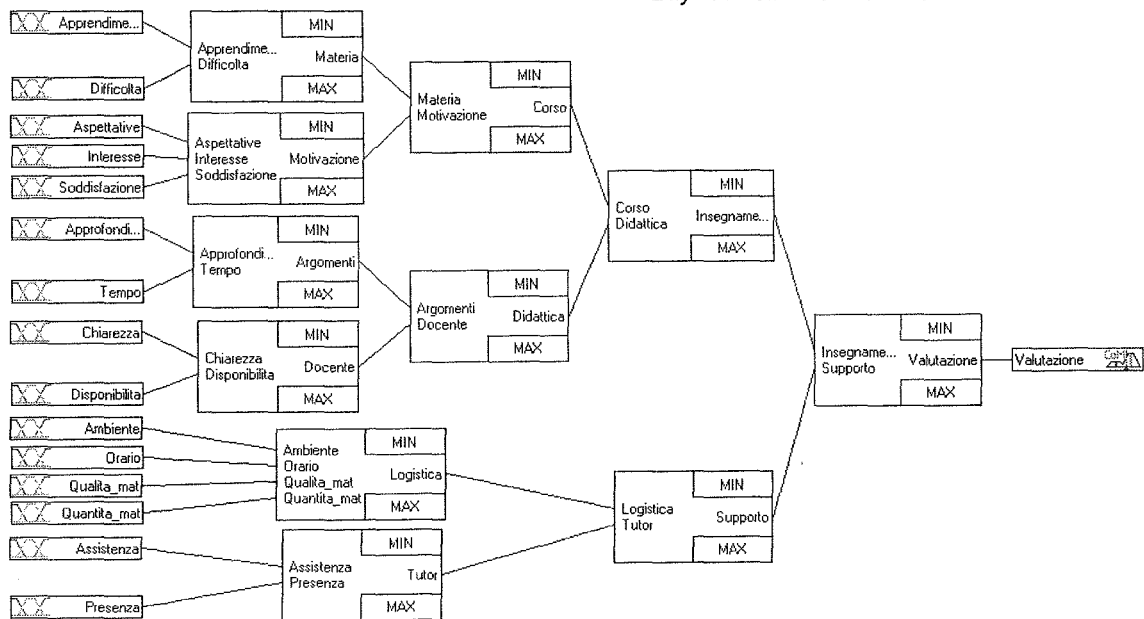 Apprendime...
Difficolta
Aspettative
Interesse
Soddisfazione
Approfondi...
Tempo
Chiarezza
Disponibilita
Ambiente
Orario
Qualita_mat
Quantita_mat
Assistenza
Presenza
MIN
Apprendime...
Difficolta
Materia
MAX
MIN
Aspettative
Interesse
Soddisfazione
Motivazione
MAX
MIN
Approfondi...
Tempo
Argomenti
MAX
MIN
Chiarezza
Disponibilita
Docente
MAX
MIN
Ambiente
Orario
Qualita_mat
Quantita_mat
Logistica
MAX
MIN
Assistenza
Presenza
Tutor
MAX
MIN
Materia
Motivazione
Corso
MAX
MIN
Argomenti
Docente
Didattica
MAX
MIN
Corso
Didattica
Insegname...
MAX
MIN
Logistica
Tutor
Supporto
MAX
MIN
Insegname...
Supporto
Valutazione
MAX
Valutazione